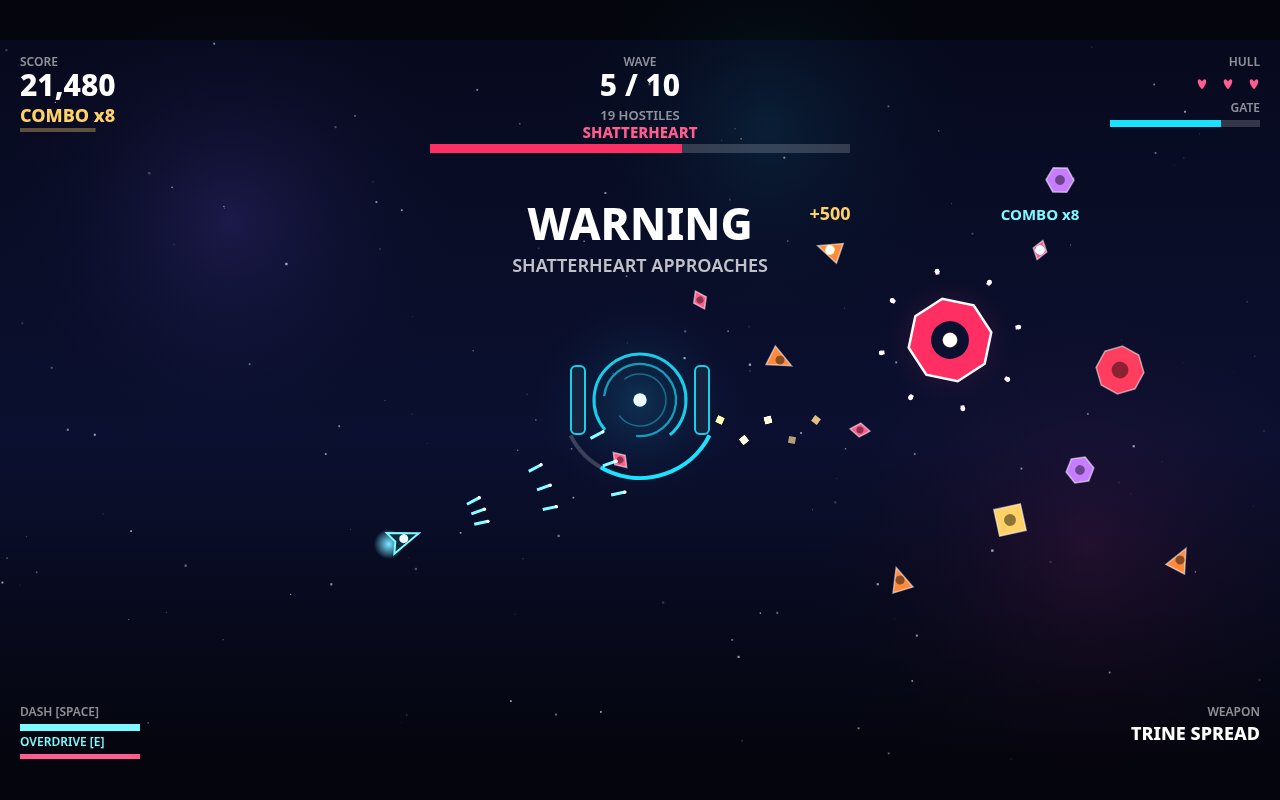 SCORE
21,480
COMBO x8
WAVE
5 / 10
19 HOSTILES
SHATTERHEART
HULL
GATE
WARNING
SHATTERHEART APPROACHES
+500
COMBO x8
DASH [SPACE]
OVERDRIVE [E]
WEAPON
TRINE SPREAD